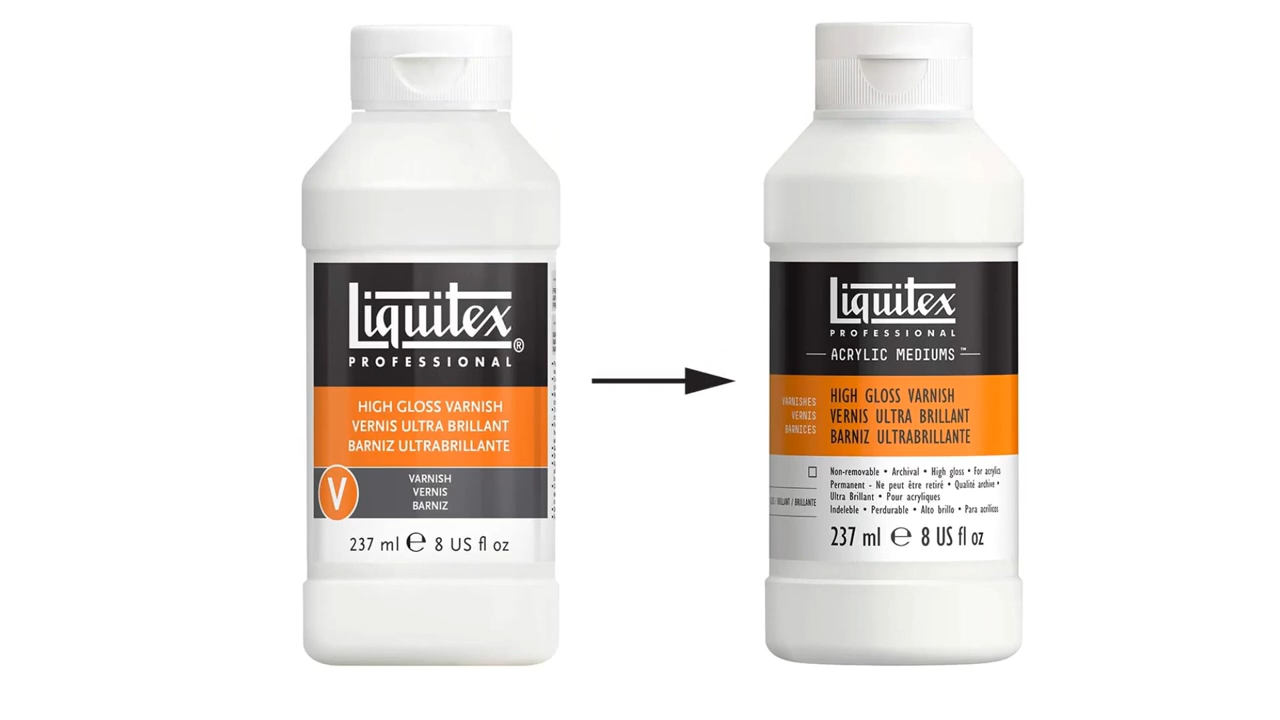 Liquitex®
PROFESSIONAL
HIGH GLOSS VARNISH
VERNIS ULTRA BRILLANT
BARNIZ ULTRABRILLANTE
V
VARNISH
VERNIS
BARNIZ
237 ml ℮ 8 US fl oz
Liquitex
PROFESSIONAL
ACRYLIC MEDIUMS™
VARNISHES
VERNIS
BARNICES
HIGH GLOSS VARNISH
VERNIS ULTRA BRILLANT
BARNIZ ULTRABRILLANTE
Non-removable • Archival • High gloss • For acrylics
Permanent - Ne peut être retiré • Qualité archive •
Ultra Brillant • Pour acryliques
Indeleble • Perdurable • Alto brillo • Para acrílicos
/ BRILLANT / BRILLANTE
237 ml ℮ 8 US fl oz